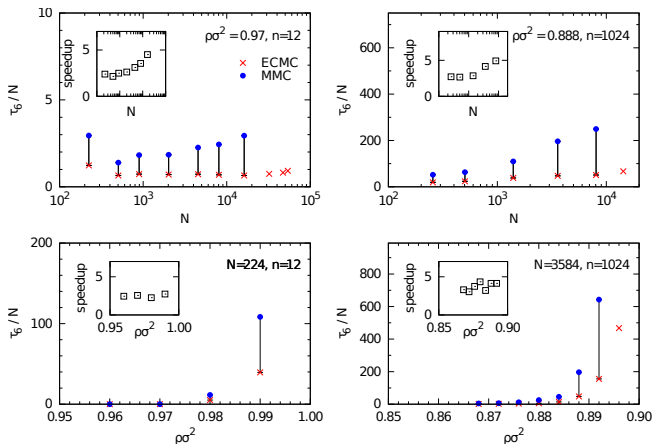 ρσ² = 0.97, n=12
× ECMC
● MMC
speedup
5
0
N
τ₆ / N
10
5
0
10² 10³ 10⁴ 10⁵
N
ρσ² = 0.888, n=1024
speedup
5
0
N
τ₆ / N
750
600
400
200
0
10² 10³ 10⁴
N
N=224, n=12
speedup
5
0
0.95 1.00
ρσ²
τ₆ / N
200
100
0
0.95 0.96 0.97 0.98 0.99 1.00
ρσ²
N=3584, n=1024
speedup
5
0
0.85 0.90
ρσ²
τ₆ / N
800
600
400
200
0
0.85 0.86 0.87 0.88 0.89 0.90
ρσ²